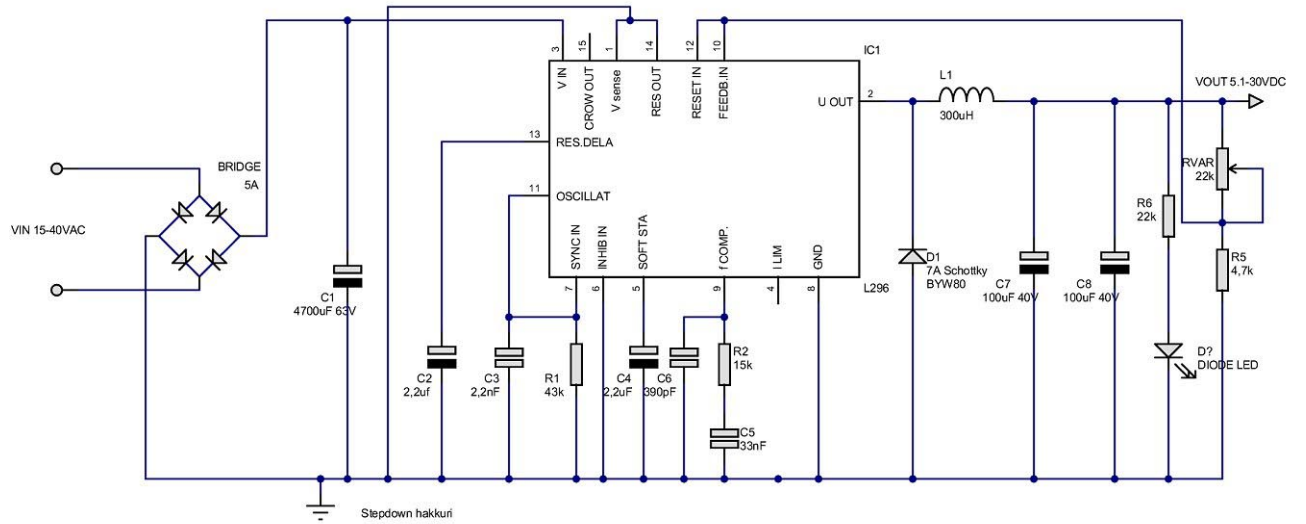 VIN 15-40VAC
BRIDGE
5A
C1
4700uF 63V
3
15
1
14
12
10
V IN
CROW OUT
V sense
RES OUT
RESET IN
FEEDB.IN
IC1
U OUT
2
13
RES.DELA
11
OSCILLAT
SYNC IN
INHIB IN
SOFT STA
f COMP.
I LIM
GND
7
6
5
9
4
8
L296
L1
300uH
VOUT 5.1-30VDC
RVAR
22k
R6
22k
R5
4,7k
D1
7A Schottky
BYW80
C7
100uF 40V
C8
100uF 40V
D?
DIODE LED
C2
2,2uf
C3
2,2nF
R1
43k
C4
2,2uF
C6
390pF
R2
15k
C5
33nF
Stepdown hakkuri